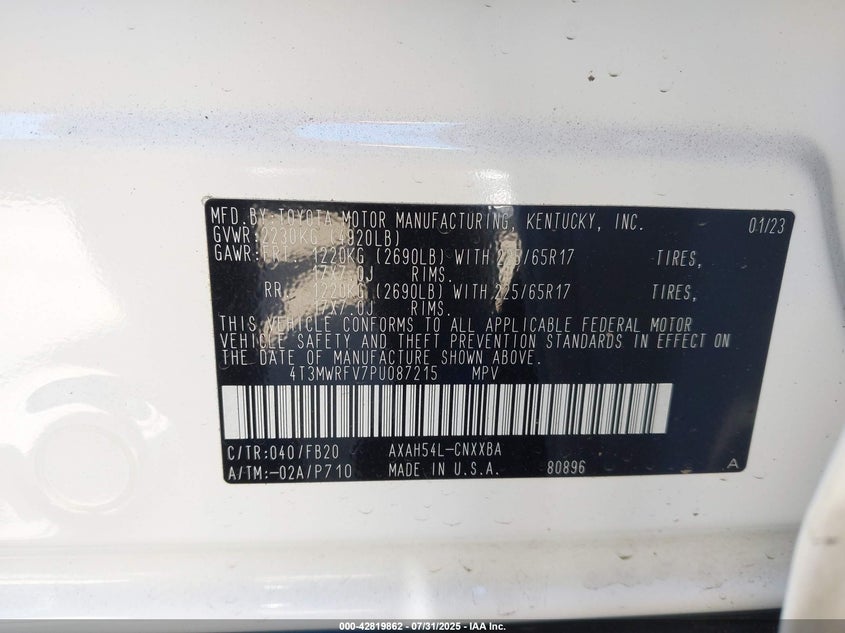 MFD.BY:TOYOTA MOTOR MANUFACTURING, KENTUCKY, INC. 01/23
GVWR:2230KG (4920LB)
GAWR:FR: 1220KG (2690LB) WITH 225/65R17 TIRES,
17X7.0J RIMS.
RR: 1220KG (2690LB) WITH 225/65R17 TIRES,
17X7.0J RIMS.
THIS VEHICLE CONFORMS TO ALL APPLICABLE FEDERAL MOTOR
VEHICLE SAFETY AND THEFT PREVENTION STANDARDS IN EFFECT ON
THE DATE OF MANUFACTURE SHOWN ABOVE.
4T3MWRFV7PU087215 MPV
C/TR:040/FB20 AXAH54L-CNXXBA
A/TM:-02A/P710 MADE IN U.S.A. 80896 A
000-42819862 - 07/31/2025 - IAA Inc.